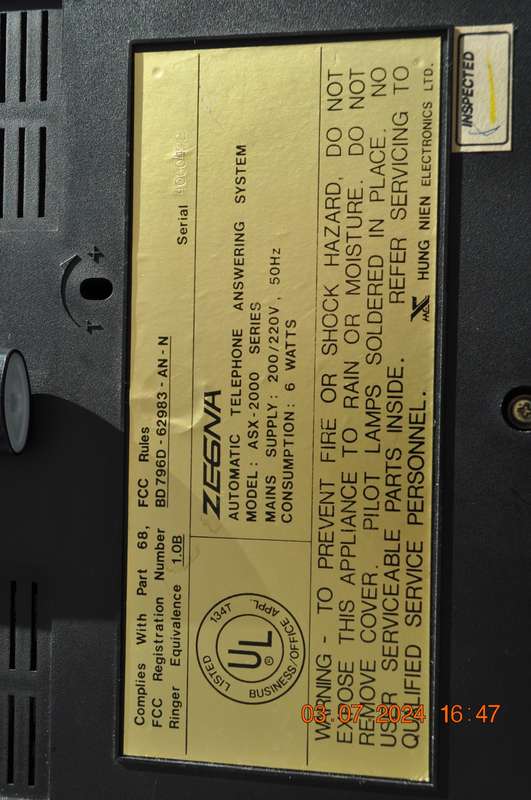 Complies With Part 68, FCC Rules
FCC Registration Number BD796D-62983-AN-N
Ringer Equivalence 1.0B
Serial
LISTED 134T
UL
®
BUSINESS/OFFICE APPL.
ZEGNA
AUTOMATIC TELEPHONE ANSWERING SYSTEM
MODEL: ASX-2000 SERIES
MAINS SUPPLY: 200/220V, 50Hz
CONSUMPTION: 6 WATTS
WARNING - TO PREVENT FIRE OR SHOCK HAZARD, DO NOT
EXPOSE THIS APPLIANCE TO RAIN OR MOISTURE. DO NOT
REMOVE COVER. PILOT LAMPS SOLDERED IN PLACE. NO
USER SERVICEABLE PARTS INSIDE. REFER SERVICING TO
QUALIFIED SERVICE PERSONNEL.
HUNG NIEN ELECTRONICS LTD.
INSPECTED
03.07.2024 16:47